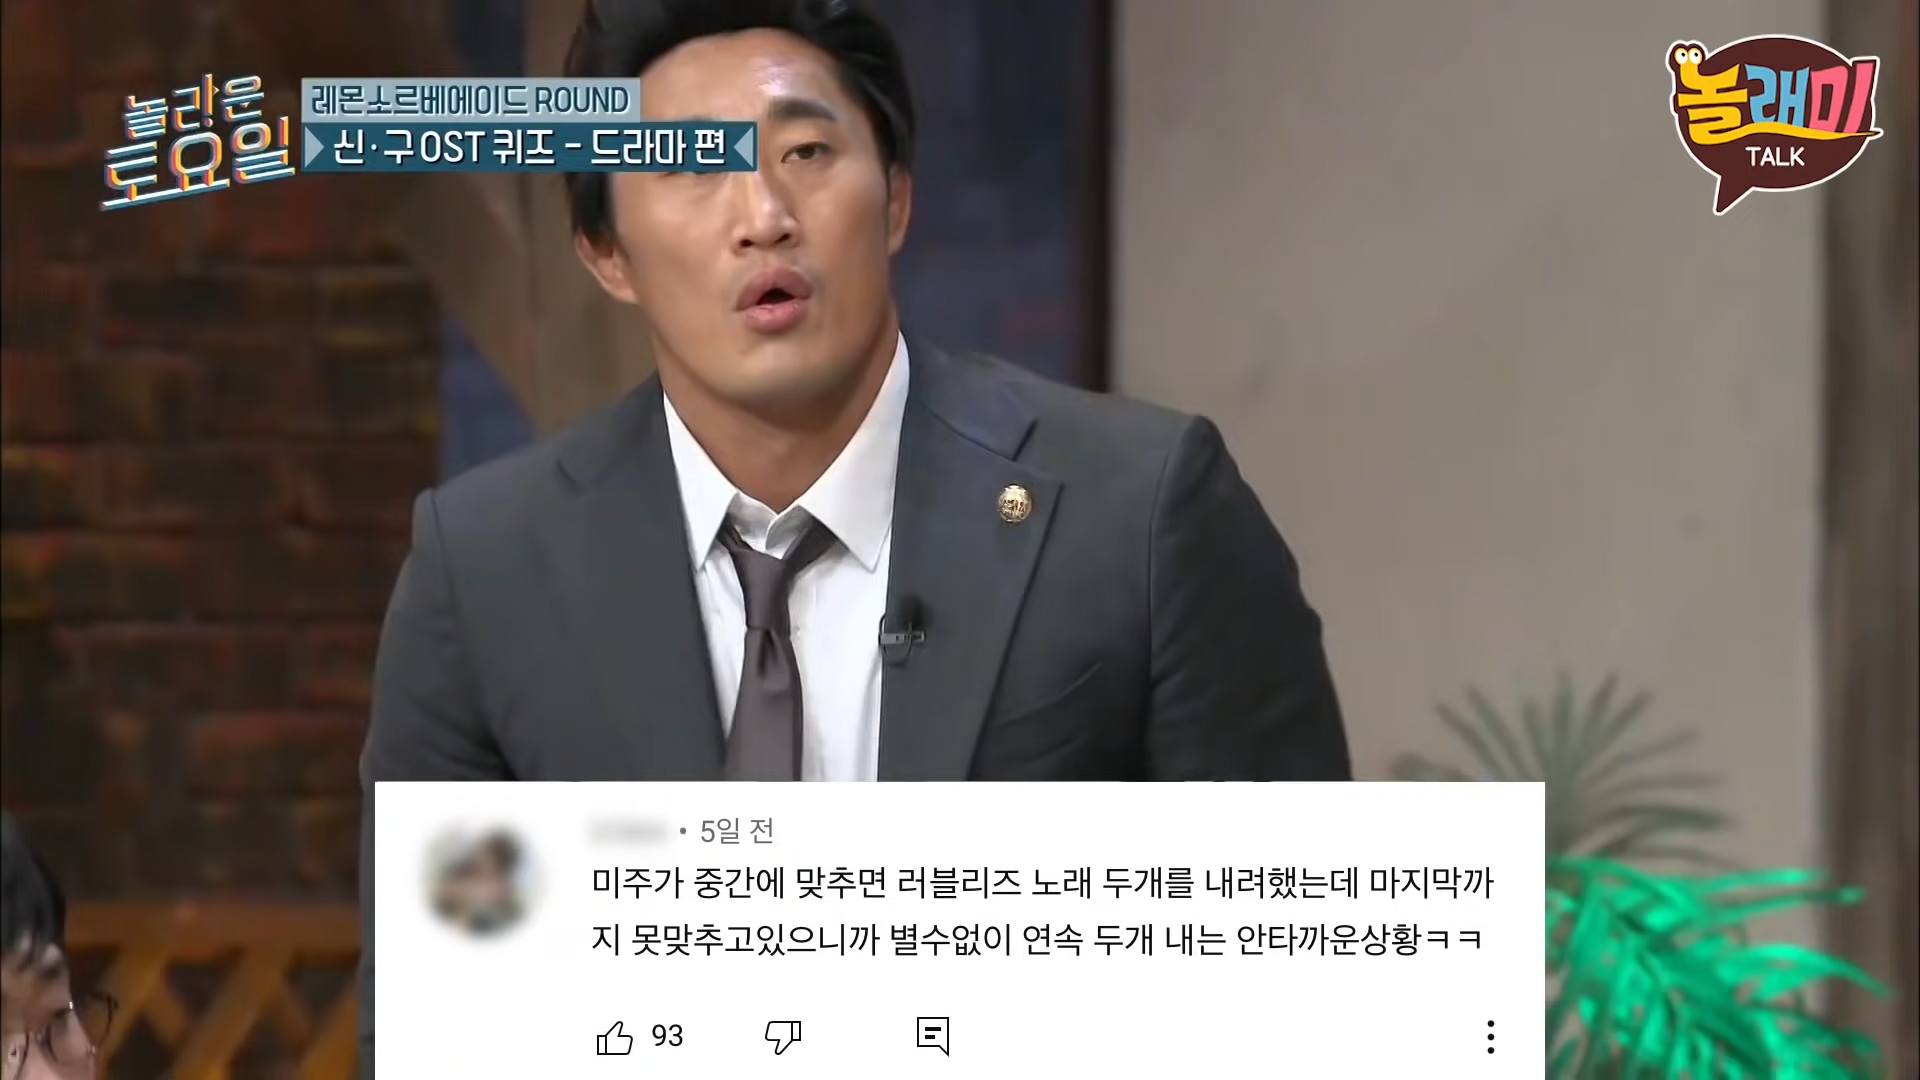 놀라운
토요일
레몬소르베에이드 ROUND
신·구 OST 퀴즈 - 드라마 편
놀래미
TALK
• 5일 전
미주가 중간에 맞추면 러블리즈 노래 두개를 내려했는데 마지막까
지 못맞추고있으니까 별수없이 연속 두개 내는 안타까운상황ㅋㅋ
93